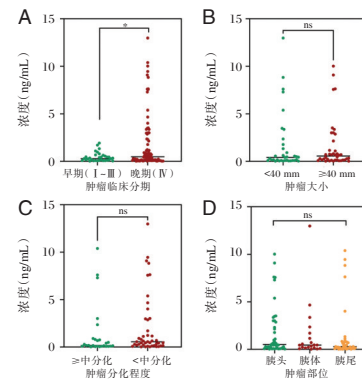 A
*
浓度(ng/mL)
15
10
5
0
早期(Ⅰ-Ⅲ) 晚期(Ⅳ)
肿瘤临床分期
B
ns
浓度(ng/mL)
15
10
5
0
<40 mm ≥40 mm
肿瘤大小
C
ns
浓度(ng/mL)
15
10
5
0
≥中分化 <中分化
肿瘤分化程度
D
ns
浓度(ng/mL)
15
10
5
0
胰头 胰体 胰尾
肿瘤部位